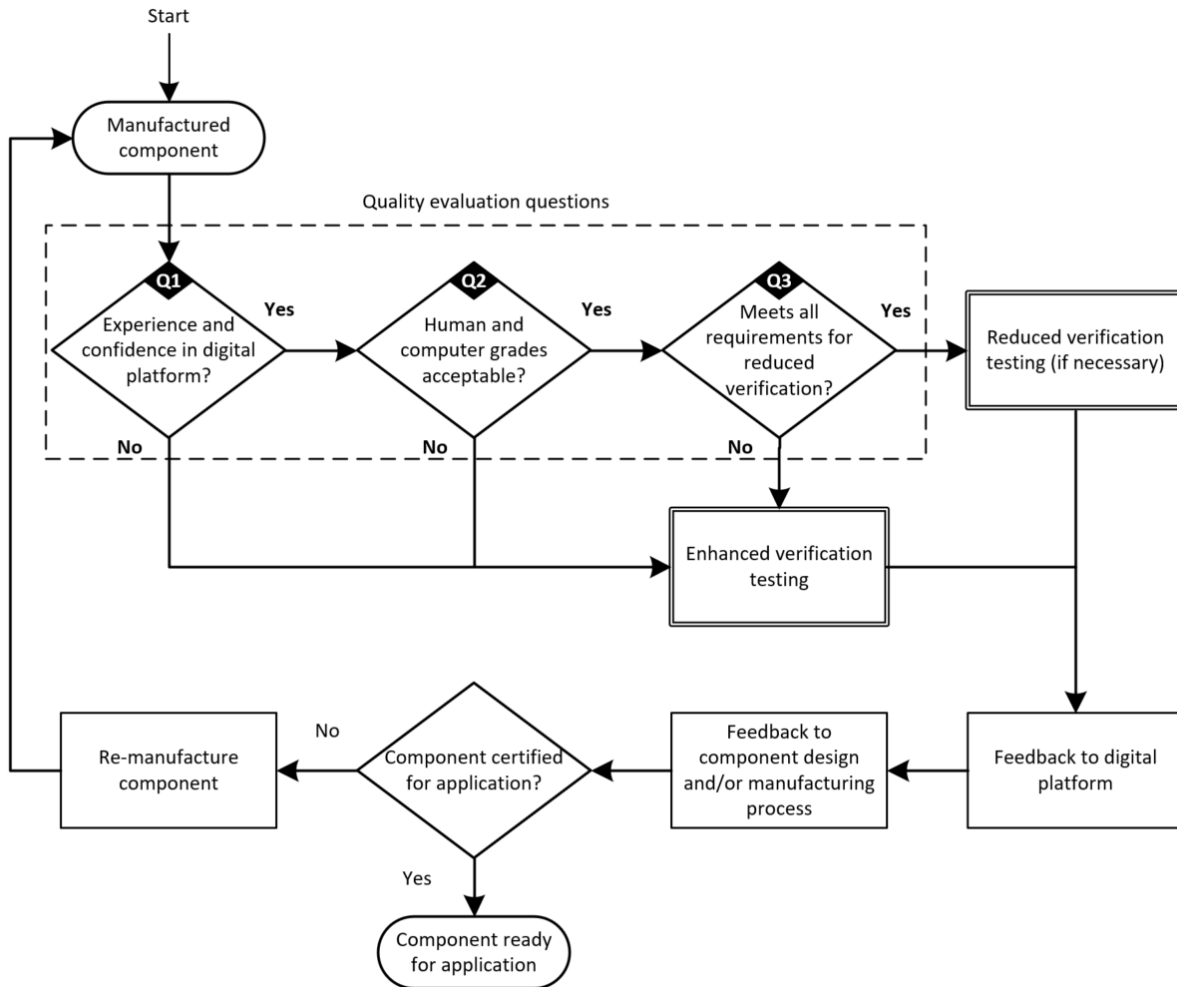 Start
Manufactured
component
Quality evaluation questions
Q1
Experience and
confidence in digital
platform?
Yes
No
Q2
Human and
computer grades
acceptable?
Yes
No
Q3
Meets all
requirements for
reduced
verification?
Yes
No
Reduced verification
testing (if necessary)
Enhanced verification
testing
Feedback to digital
platform
Feedback to
component design
and/or manufacturing
process
Component certified
for application?
No
Re-manufacture
component
Yes
Component ready
for application